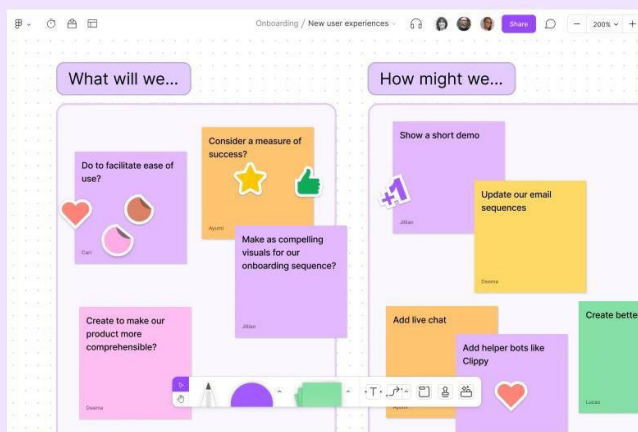 Onboarding / New user experiences
Share
200%
What will we...
How might we...
Do to facilitate ease of
use?
Carl
Consider a measure of
success?
Ayumi
Make as compelling
visuals for our
onboarding sequence?
Jillian
Create to make our
product more
comprehensible?
Deema
Show a short demo
+1
Jillian
Update our email
sequences
Deema
Add live chat
Ayumi
Add helper bots like
Clippy
Create bette
Lucas
T